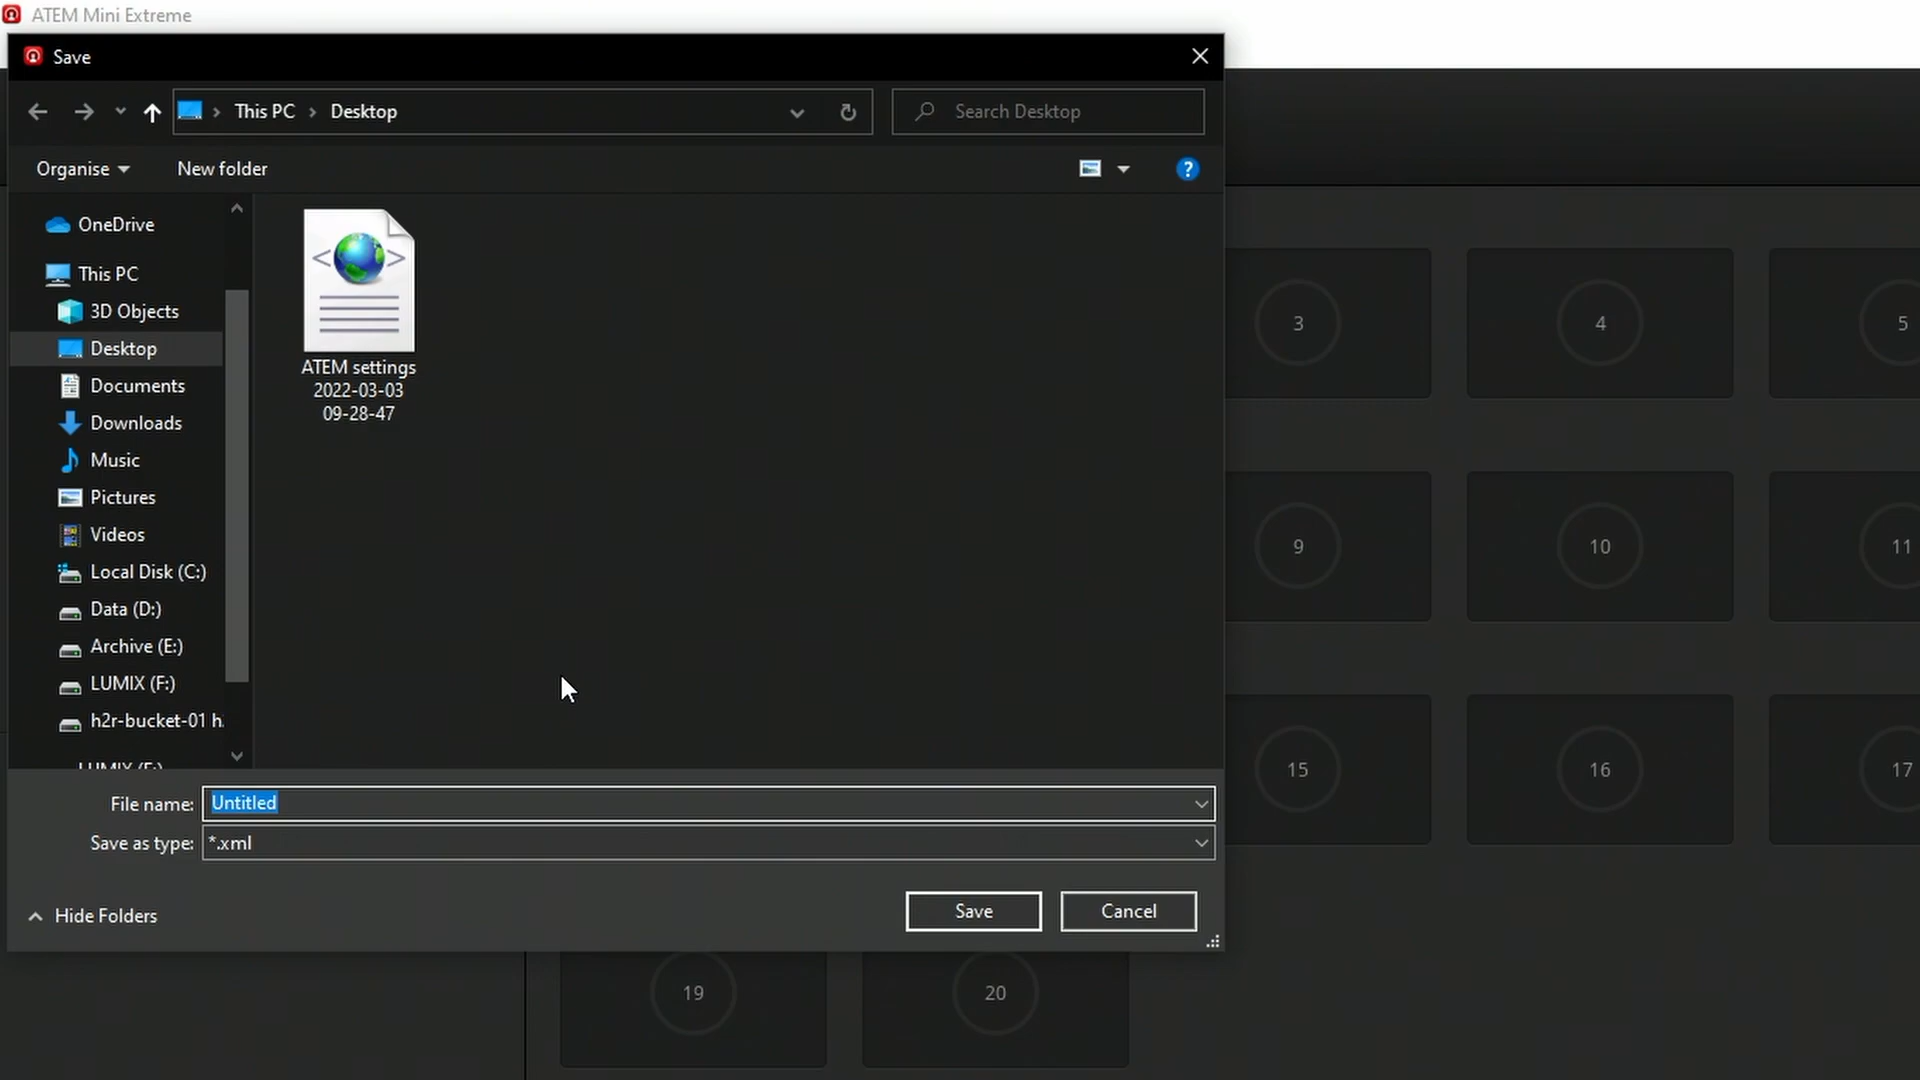 ATEM Mini Extreme
Save
This PC
Desktop
Search Desktop
Organise
New folder
?
OneDrive
This PC
3D Objects
Desktop
Documents
Downloads
Music
Pictures
Videos
Local Disk (C:)
Data (D:)
Archive (E:)
LUMIX (F:)
h2r-bucket-01 h
LUMIX (F:)
ATEM settings
2022-03-03
09-28-47
3
4
5
9
10
11
15
16
17
File name: Untitled
Save as type: *.xml
Hide Folders
Save
Cancel
19
20